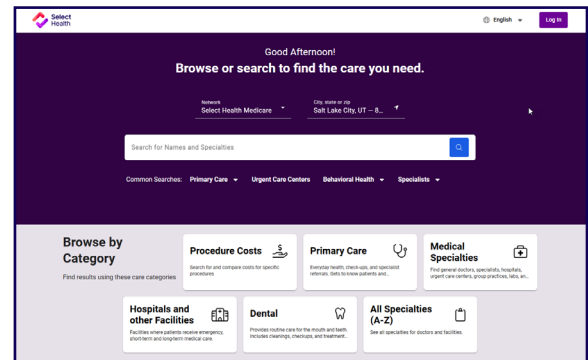 Select
Health
English
Log In
Good Afternoon!
Browse or search to find the care you need.
Network
Select Health Medicare
City, state or zip
Salt Lake City, UT — 8...
Search for Names and Specialties
Common Searches: Primary Care Urgent Care Centers Behavioral Health Specialists
Browse by
Category
Find results using these care categories
Procedure Costs
Search for and compare costs for specific
procedures
Primary Care
Everyday health, check-ups, and specialist
referrals. Gets to know patients and...
Medical
Specialties
Find general doctors, specialists, hospitals,
urgent care centers, group practices, labs, an...
Hospitals and
other Facilities
Facilities where patients receive emergency,
short-term and long-term medical care.
Dental
Provides routine care for the mouth and teeth.
Includes cleanings, checkups, and treatment...
All Specialties
(A-Z)
See all specialties for doctors and facilities.